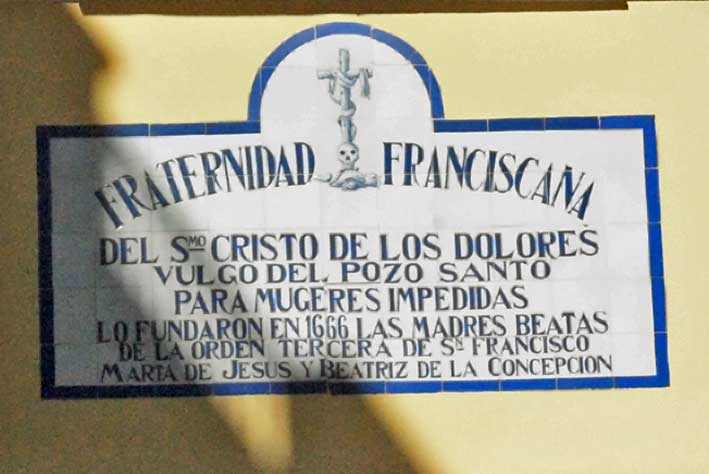 FRATERNIDAD FRANCISCANA
DEL SMO CRISTO DE LOS DOLORES
VULGO DEL POZO SANTO
PARA MUGERES IMPEDIDAS
LO FUNDARON EN 1666 LAS MADRES BEATAS
DE LA ORDEN TERCERA DE SN FRANCISCO
MARTA DE JESUS Y BEATRIZ DE LA CONCEPCION